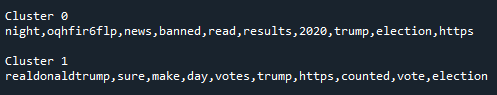 Cluster 0
night,oqhfir6flp,news,banned,read,results,2020,trump,election,https
Cluster 1
realdonaldtrump,sure,make,day,votes,trump,https,counted,vote,election